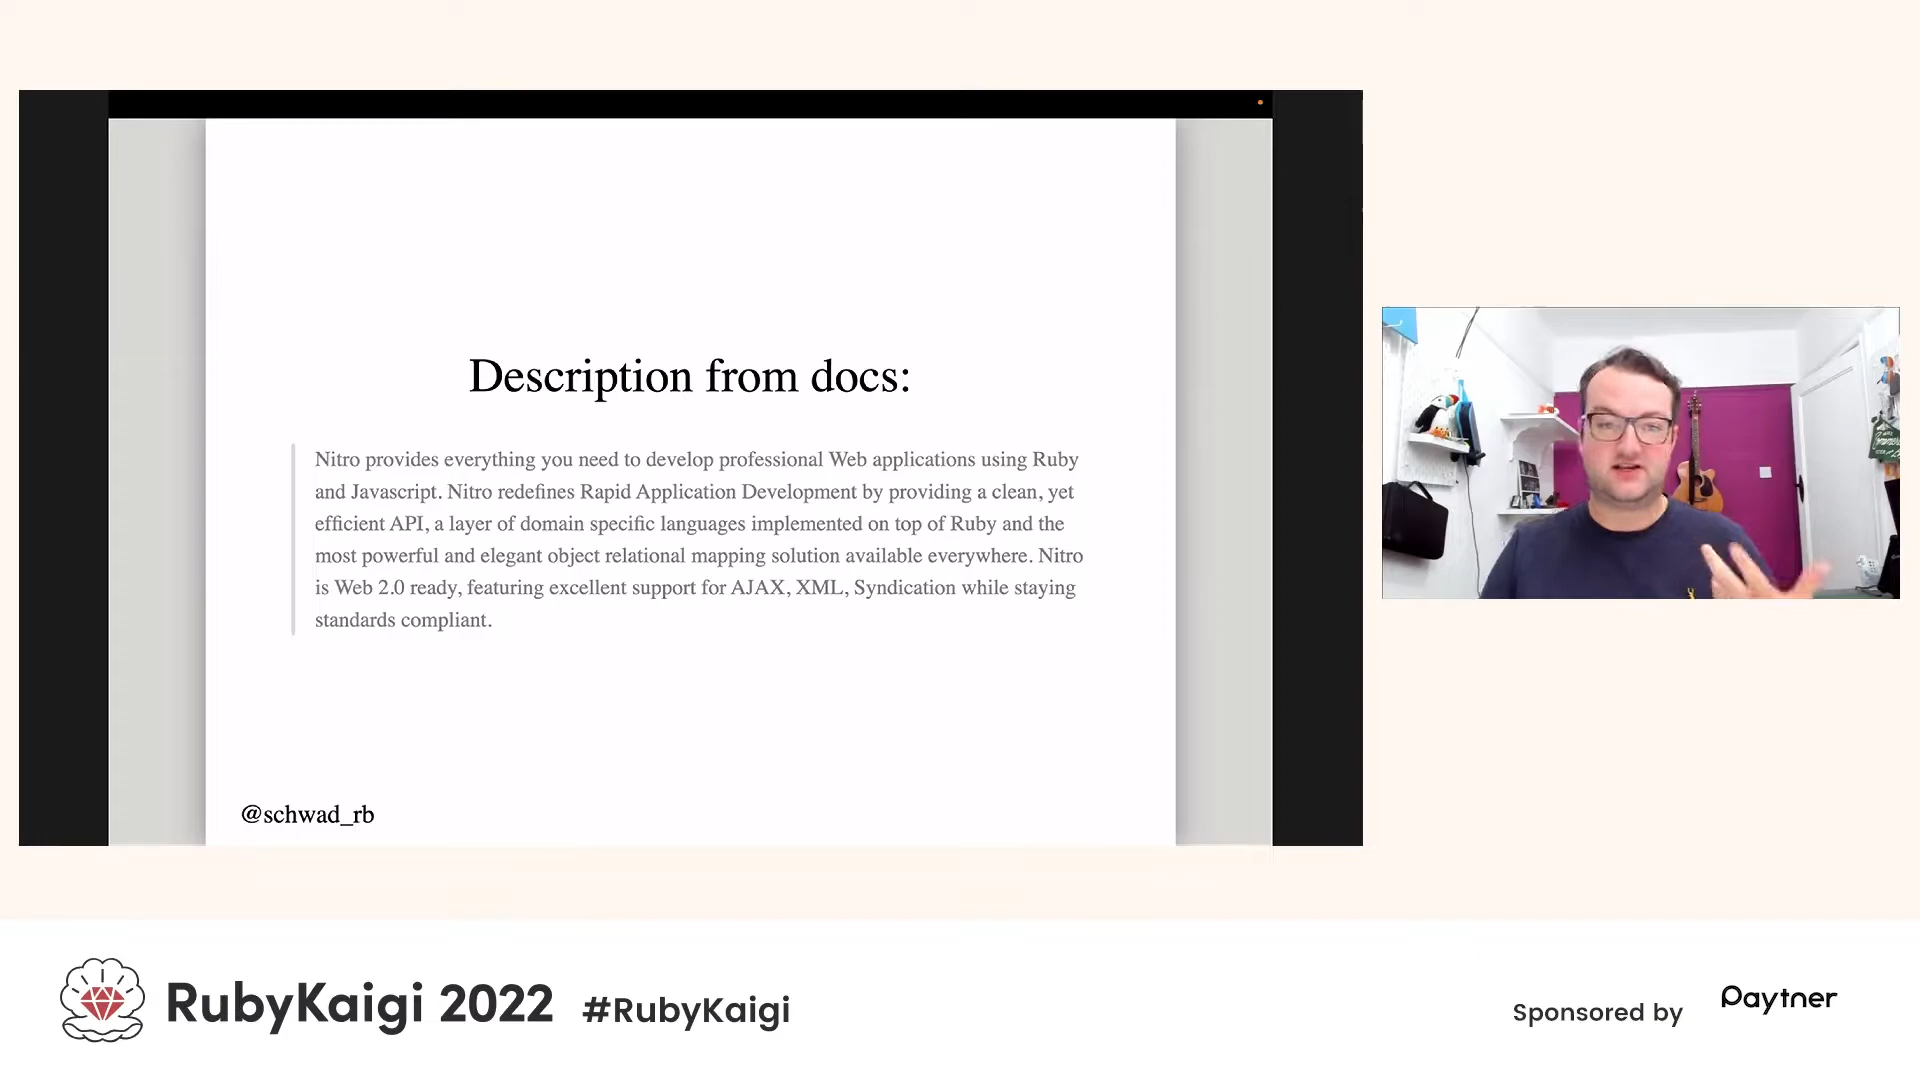 Description from docs:
Nitro provides everything you need to develop professional Web applications using Ruby
and Javascript. Nitro redefines Rapid Application Development by providing a clean, yet
efficient API, a layer of domain specific languages implemented on top of Ruby and the
most powerful and elegant object relational mapping solution available everywhere. Nitro
is Web 2.0 ready, featuring excellent support for AJAX, XML, Syndication while staying
standards compliant.
@schwad_rb
RubyKaigi 2022 #RubyKaigi
Sponsored by Paytner